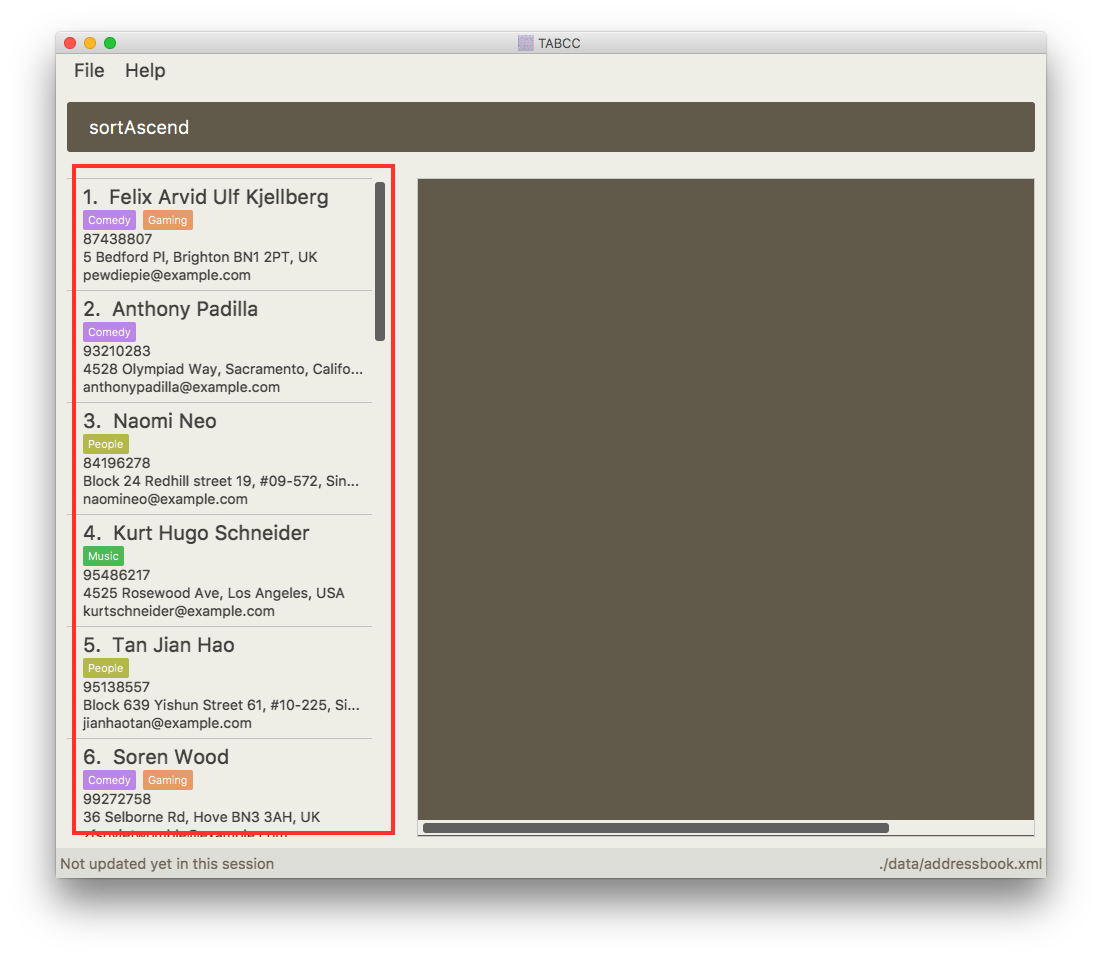 TABCC
File Help
sortAscend
1. Felix Arvid Ulf Kjellberg
Comedy Gaming
87438807
5 Bedford Pl, Brighton BN1 2PT, UK
pewdiepie@example.com
2. Anthony Padilla
Comedy
93210283
4528 Olympiad Way, Sacramento, Califo...
anthonypadilla@example.com
3. Naomi Neo
People
84196278
Block 24 Redhill street 19, #09-572, Sin...
naomineo@example.com
4. Kurt Hugo Schneider
Music
95486217
4525 Rosewood Ave, Los Angeles, USA
kurtschneider@example.com
5. Tan Jian Hao
People
95138557
Block 639 Yishun Street 61, #10-225, Si...
jianhaotan@example.com
6. Soren Wood
Comedy Gaming
99272758
36 Selborne Rd, Hove BN3 3AH, UK
Not updated yet in this session
./data/addressbook.xml